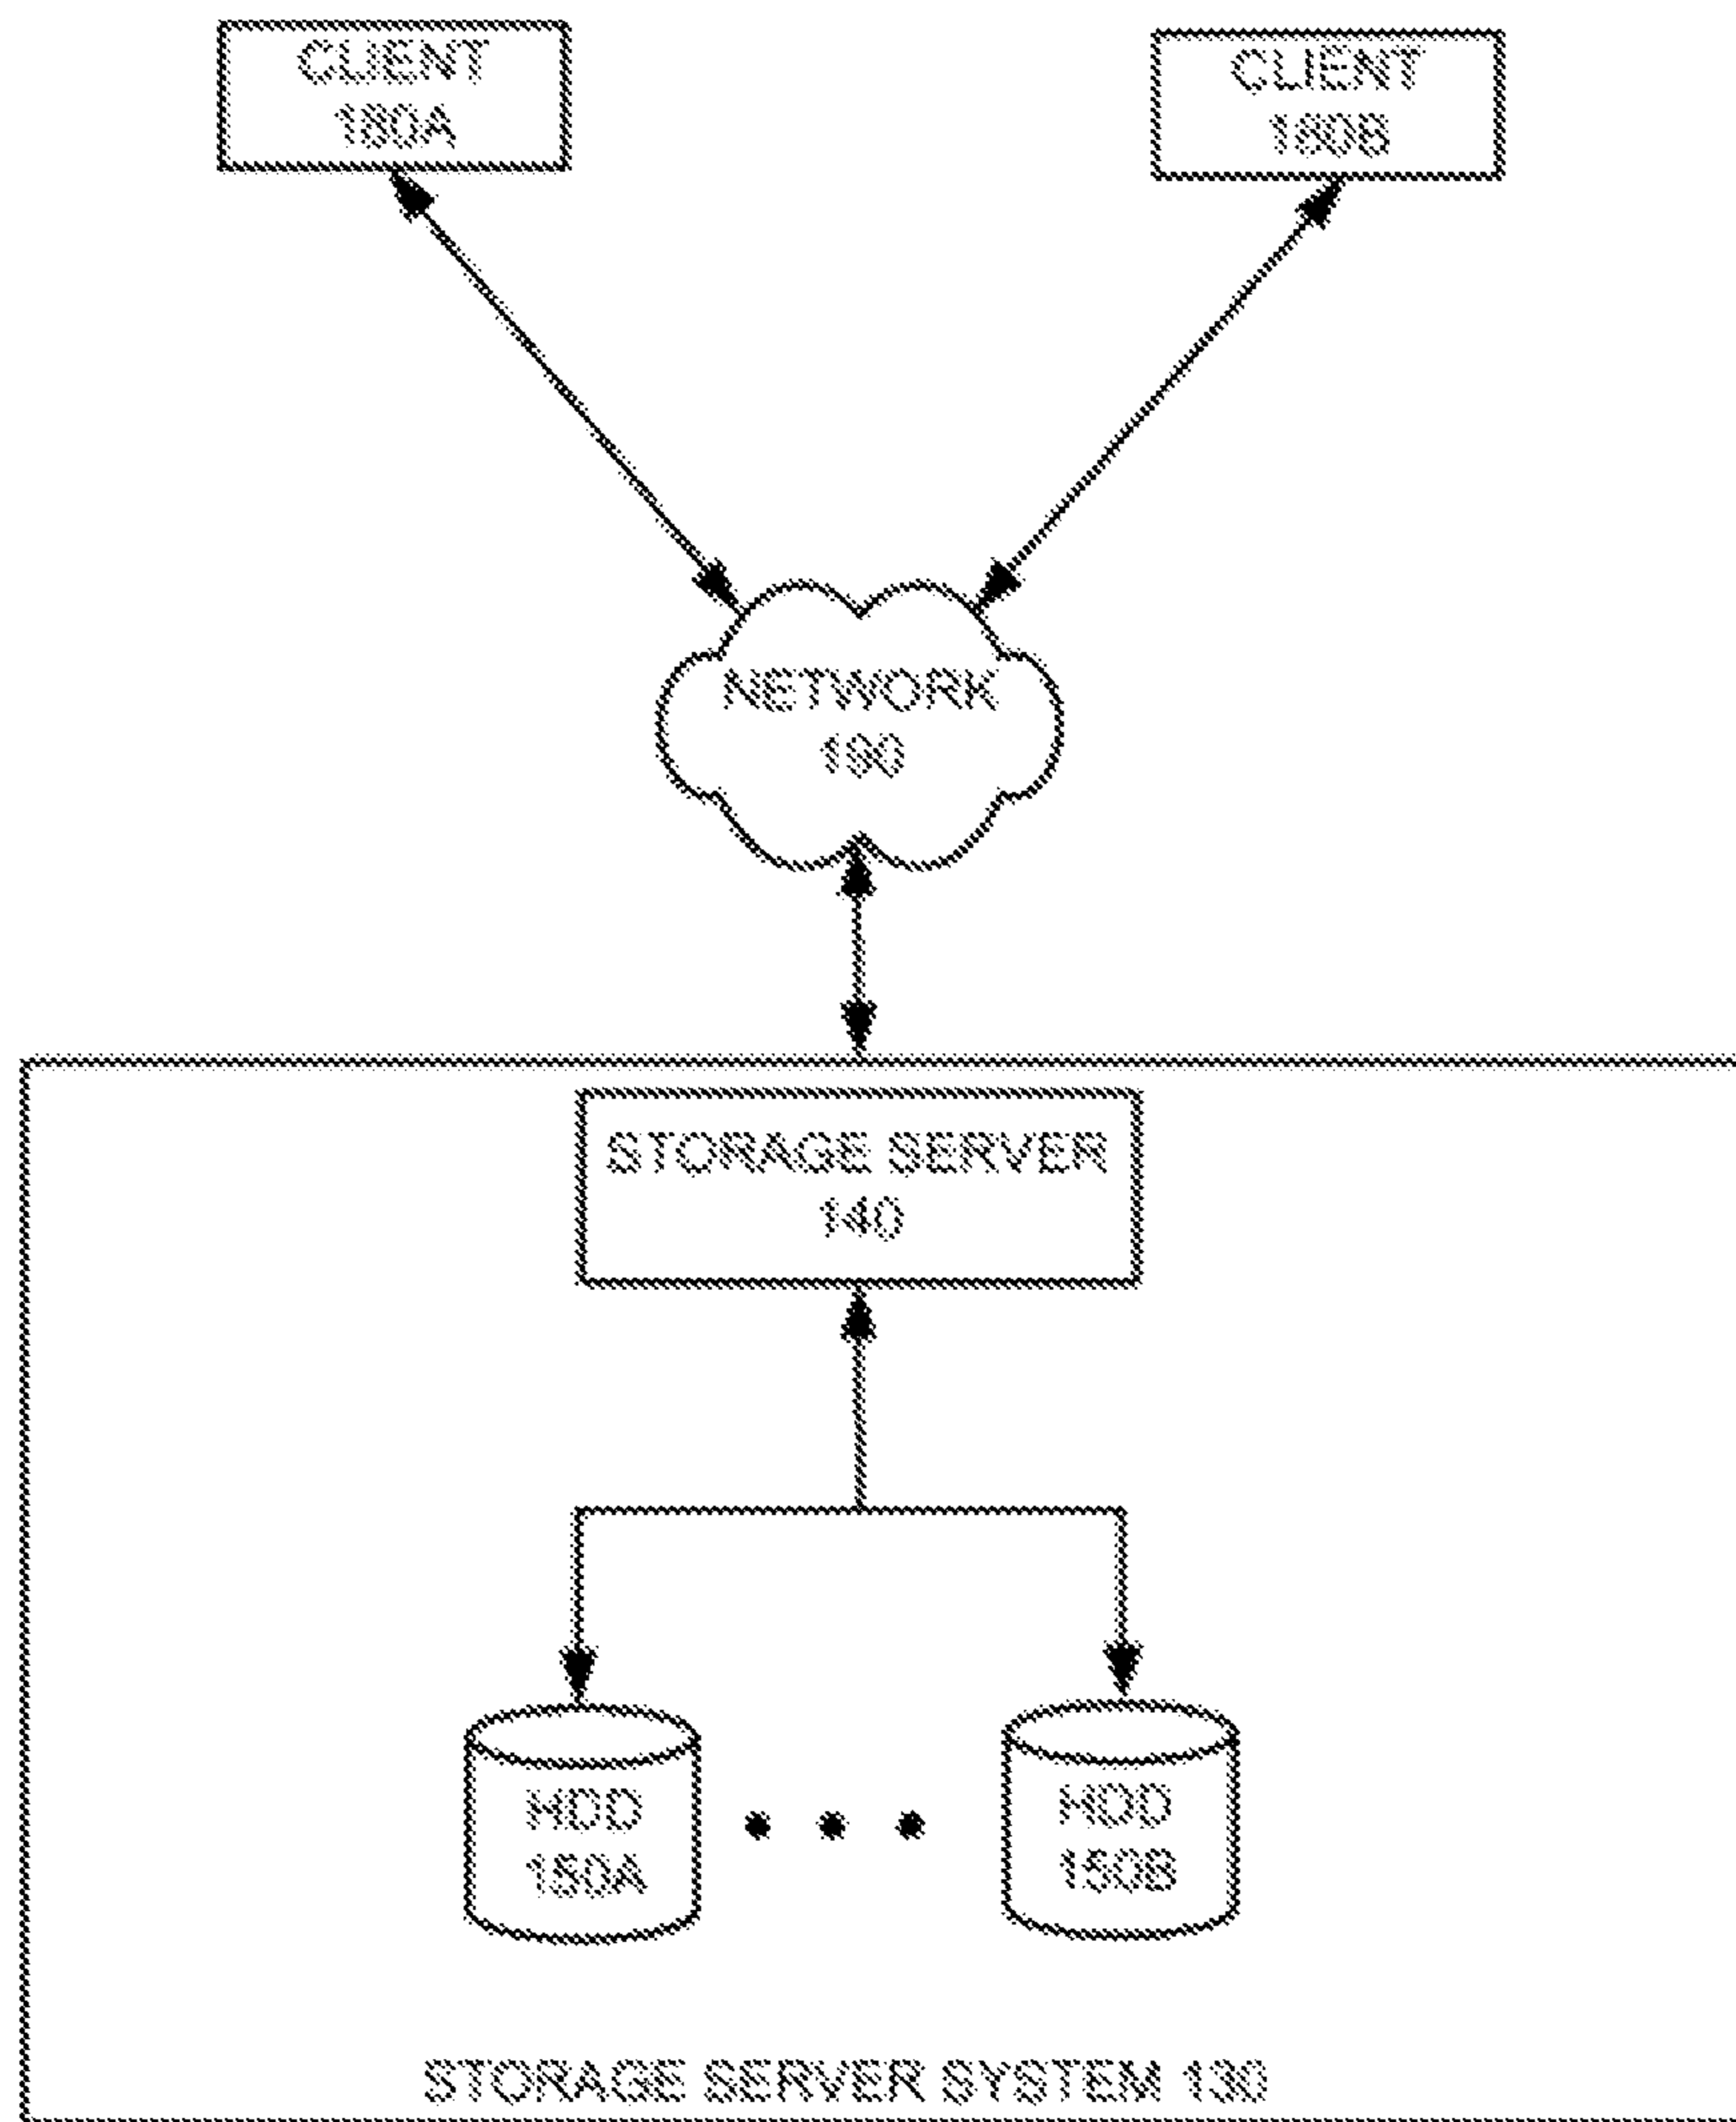 CLIENT
180A
CLIENT
180B
NETWORK
190
STORAGE SERVER
140
HDD
150A
HDD
150B
STORAGE SERVER SYSTEM 130